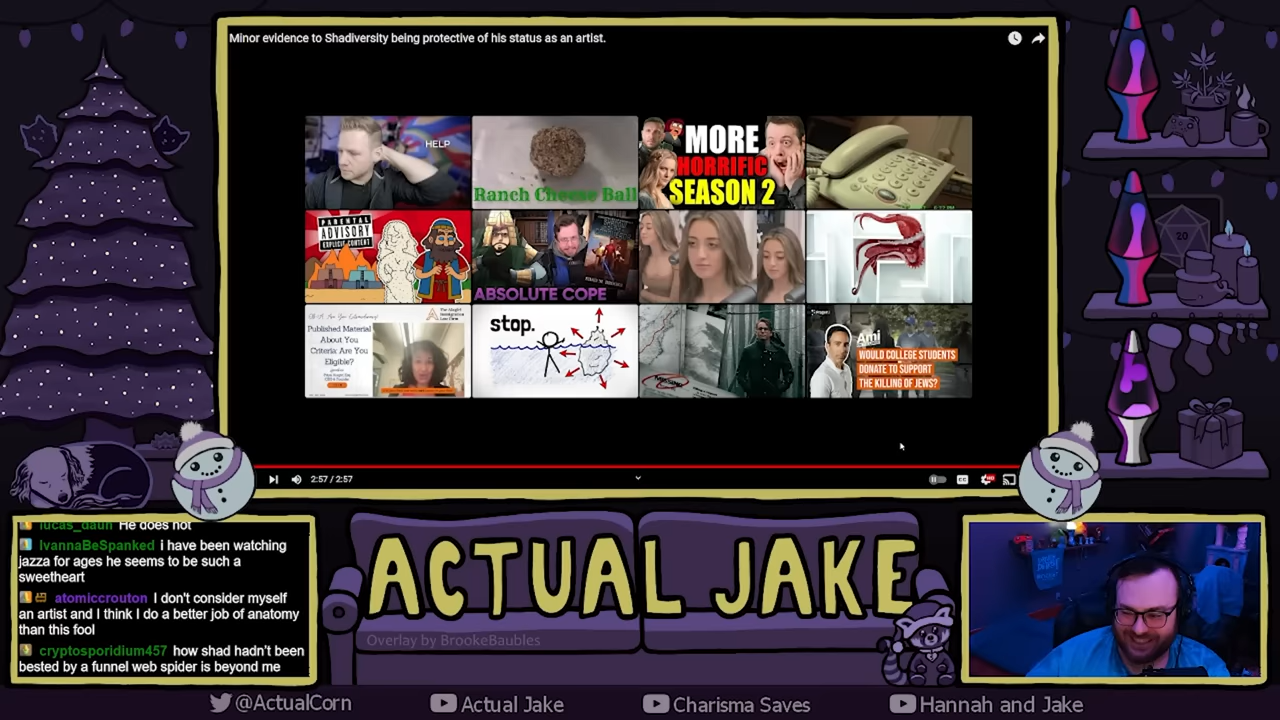 Minor evidence to Shadiversity being protective of his status as an artist.
HELP
Ranch Cheese Ball
MORE
HORRIFIC
SEASON 2
PARENTAL
ADVISORY
EXPLICIT CONTENT
ABSOLUTE COPE
Published Material
About You
Criteria: Are You
Eligible?
stop.
Ami
WOULD COLLEGE STUDENTS
DONATE TO SUPPORT
THE KILLING OF JEWS?
2:57 / 2:57
lucas_daun He does not
IvannaBeSpanked i have been watching
jazza for ages he seems to be such a
sweetheart
atomiccrouton I don't consider myself
an artist and I think I do a better job of anatomy
than this fool
cryptosporidium457 how shad hadn't been
bested by a funnel web spider is beyond me
ACTUAL JAKE
Overlay by BrookeBaubles
20
@ActualCorn
Actual Jake
Charisma Saves
Hannah and Jake